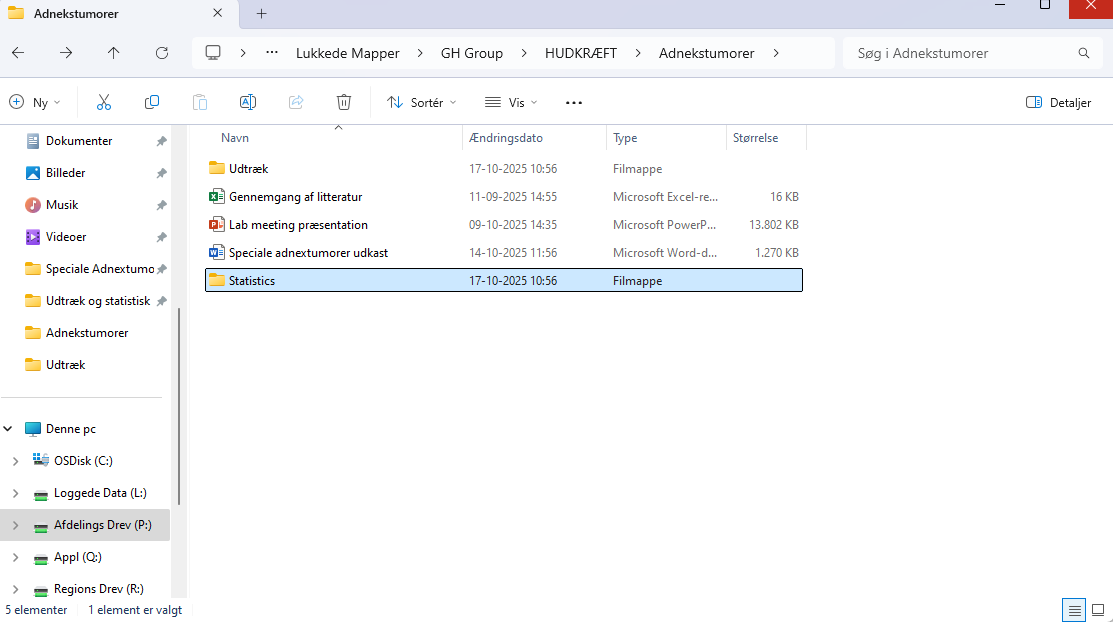 Adnekstumorer
Lukkede Mapper GH Group HUDKRÆFT Adnekstumorer Søg i Adnekstumorer
Ny Sortér Vis Detaljer
Dokumenter
Billeder
Musik
Videoer
Speciale Adnextumo
Udtræk og statistisk
Adnekstumorer
Udtræk
Denne pc
OSDisk (C:)
Loggede Data (L:)
Afdelings Drev (P:)
Appl (Q:)
Regions Drev (R:)
Navn Ændringsdato Type Størrelse
Udtræk 17-10-2025 10:56 Filmappe
Gennemgang af litteratur 11-09-2025 14:55 Microsoft Excel-re... 16 KB
Lab meeting præsentation 09-10-2025 14:35 Microsoft PowerP... 13.802 KB
Speciale adnextumorer udkast 14-10-2025 11:56 Microsoft Word-d... 1.270 KB
Statistics 17-10-2025 10:56 Filmappe
5 elementer 1 element er valgt